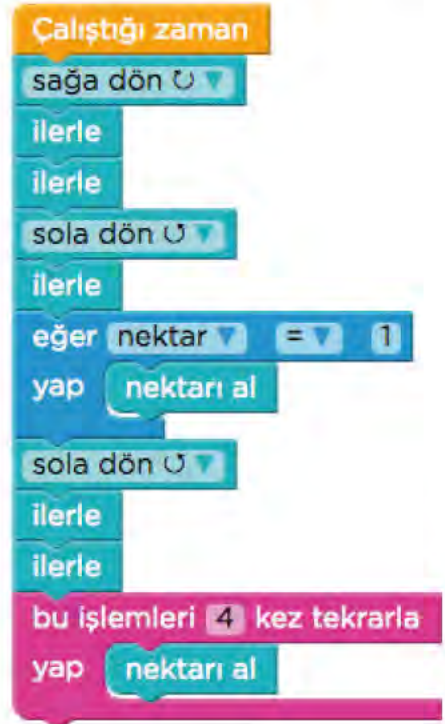 Çalıştığı zaman
sağa dön ↻ ▼
ilerle
ilerle
sola dön ↺ ▼
ilerle
eğer nektar ▼ = ▼ 1
yap nektarı al
sola dön ↺ ▼
ilerle
ilerle
bu işlemleri 4 kez tekrarla
yap nektarı al